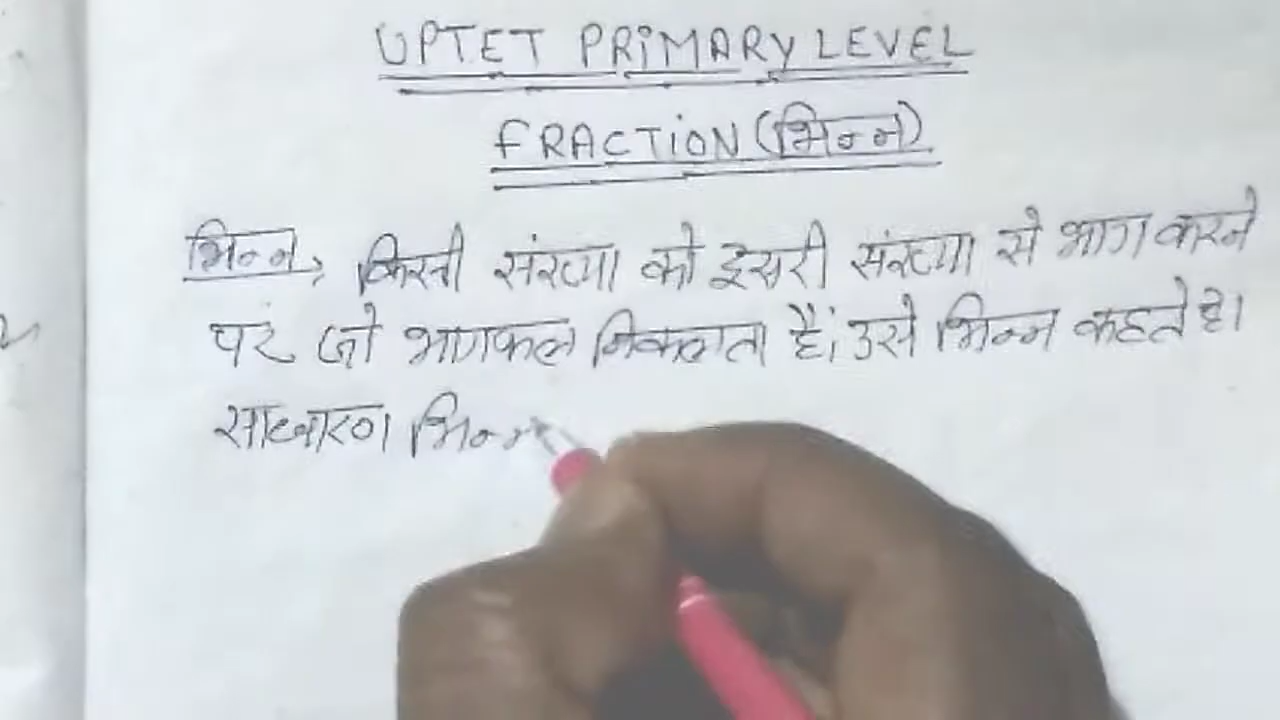 UPTET PRIMARY LEVEL
FRACTION (भिन्न)
भिन्न, किसी संख्या को दुसरी संख्या से भाग करने
पर जो भागफल निकलता है, उसे भिन्न कहते है।
साधारण भिन्न